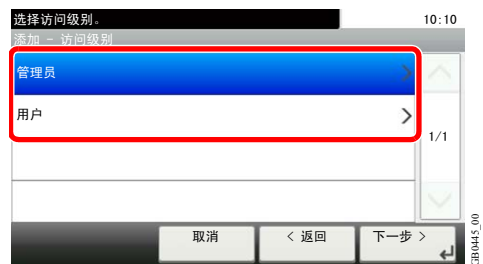 选择访问级别。 10:10
添加 - 访问级别
管理员
用户
1/1
取消 < 返回 下一步 >
GB0445_00